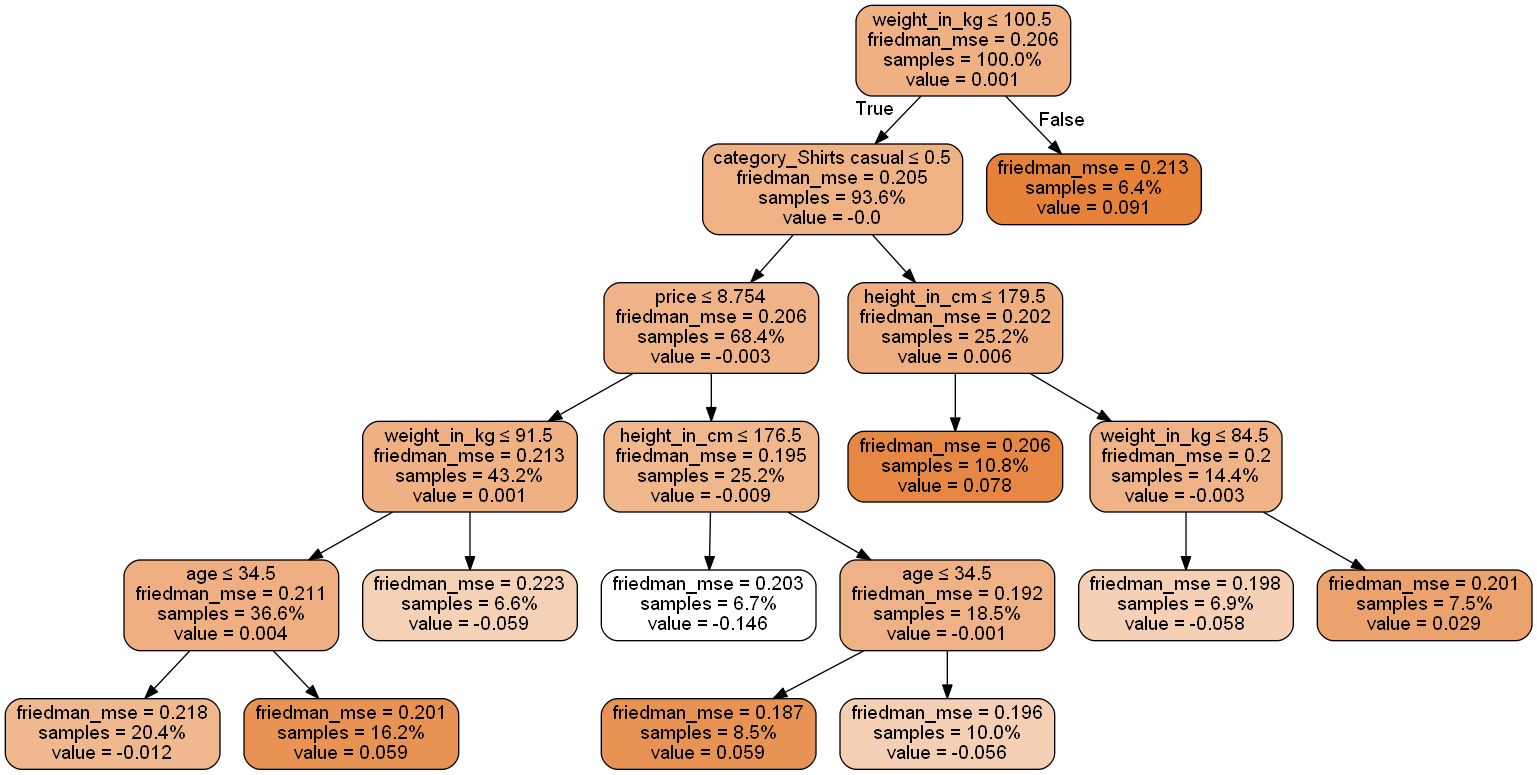 weight_in_kg ≤ 100.5
friedman_mse = 0.206
samples = 100.0%
value = 0.001
True
False
category_Shirts casual ≤ 0.5
friedman_mse = 0.205
samples = 93.6%
value = -0.0
friedman_mse = 0.213
samples = 6.4%
value = 0.091
price ≤ 8.754
friedman_mse = 0.206
samples = 68.4%
value = -0.003
height_in_cm ≤ 179.5
friedman_mse = 0.202
samples = 25.2%
value = 0.006
weight_in_kg ≤ 91.5
friedman_mse = 0.213
samples = 43.2%
value = 0.001
height_in_cm ≤ 176.5
friedman_mse = 0.195
samples = 25.2%
value = -0.009
friedman_mse = 0.206
samples = 10.8%
value = 0.078
weight_in_kg ≤ 84.5
friedman_mse = 0.2
samples = 14.4%
value = -0.003
age ≤ 34.5
friedman_mse = 0.211
samples = 36.6%
value = 0.004
friedman_mse = 0.223
samples = 6.6%
value = -0.059
friedman_mse = 0.203
samples = 6.7%
value = -0.146
age ≤ 34.5
friedman_mse = 0.192
samples = 18.5%
value = -0.001
friedman_mse = 0.198
samples = 6.9%
value = -0.058
friedman_mse = 0.201
samples = 7.5%
value = 0.029
friedman_mse = 0.218
samples = 20.4%
value = -0.012
friedman_mse = 0.201
samples = 16.2%
value = 0.059
friedman_mse = 0.187
samples = 8.5%
value = 0.059
friedman_mse = 0.196
samples = 10.0%
value = -0.056